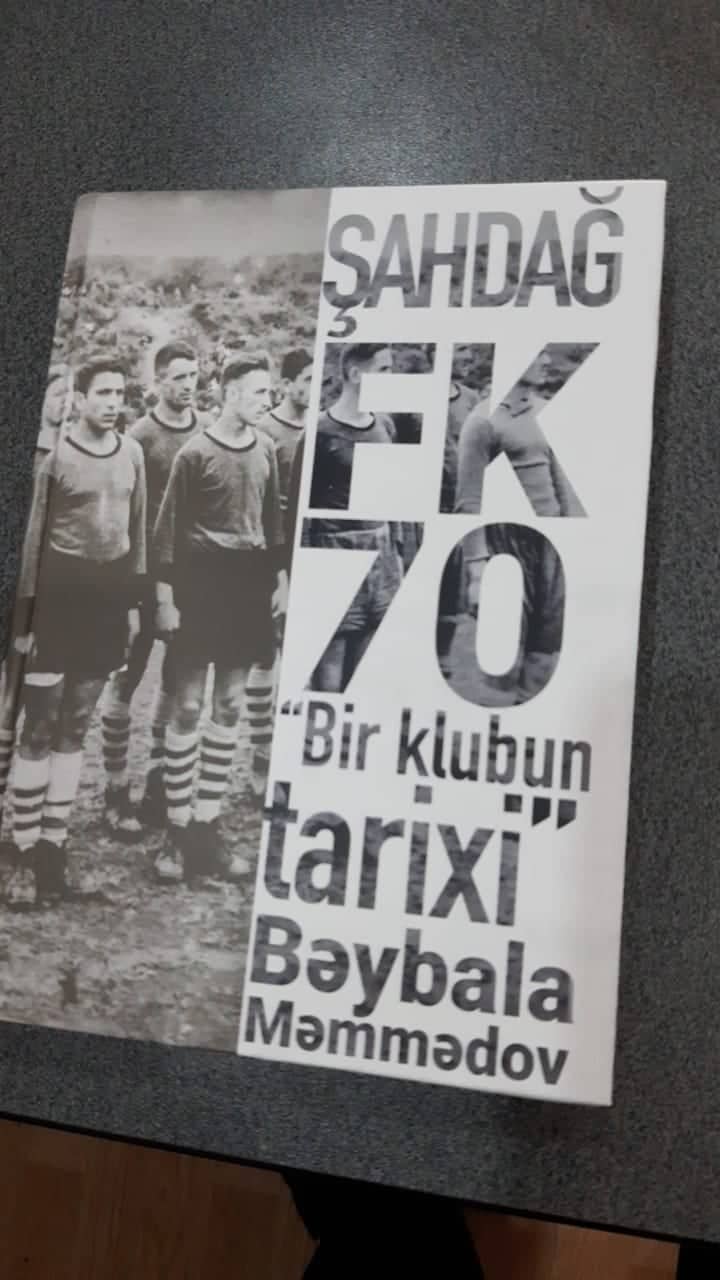 ŞAHDAĞ
FK
70
“Bir klubun
tarixi”
Bəybala
Məmmədov